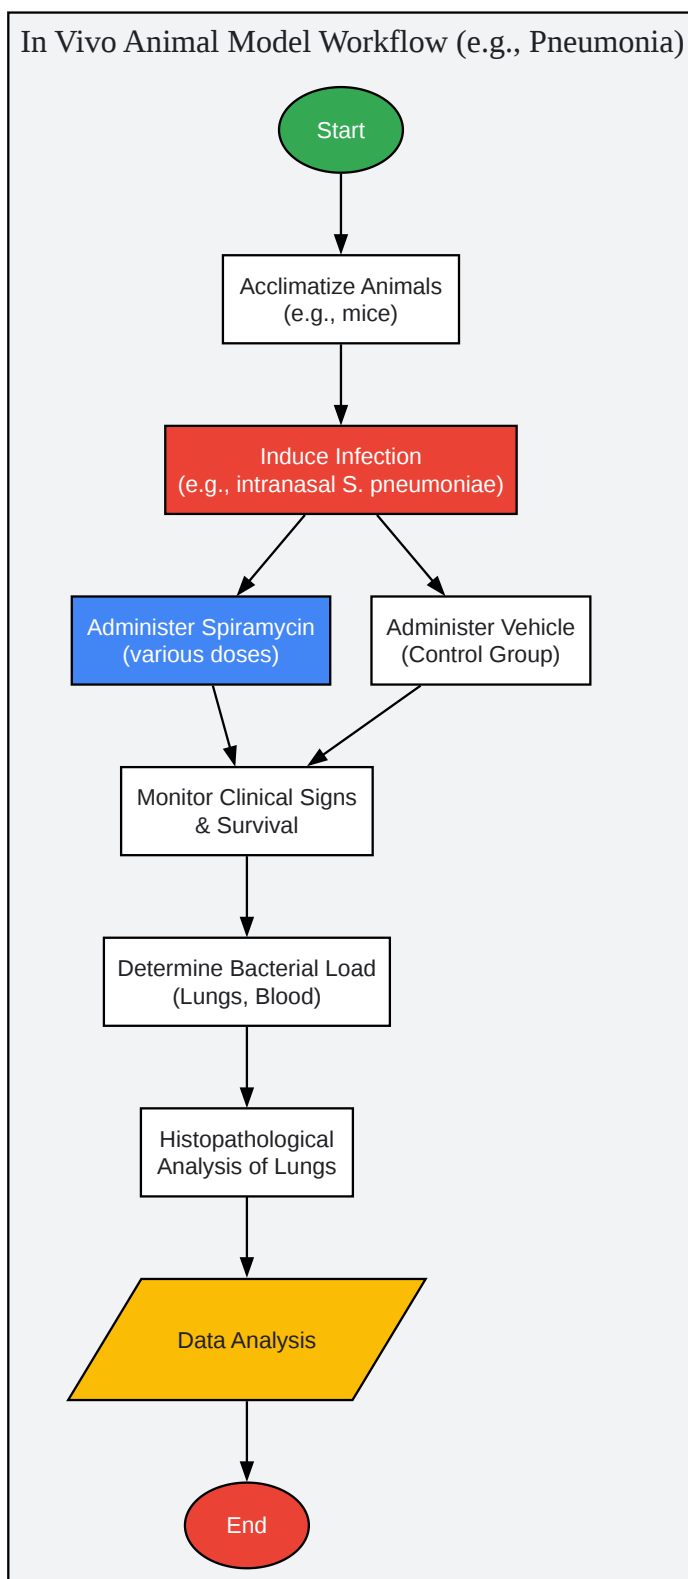 In Vivo Animal Model Workflow (e.g., Pneumonia)
Start
Acclimatize Animals
(e.g., mice)
Induce Infection
(e.g., intranasal S. pneumoniae)
Administer Spiramycin
(various doses)
Administer Vehicle
(Control Group)
Monitor Clinical Signs
& Survival
Determine Bacterial Load
(Lungs, Blood)
Histopathological
Analysis of Lungs
Data Analysis
End